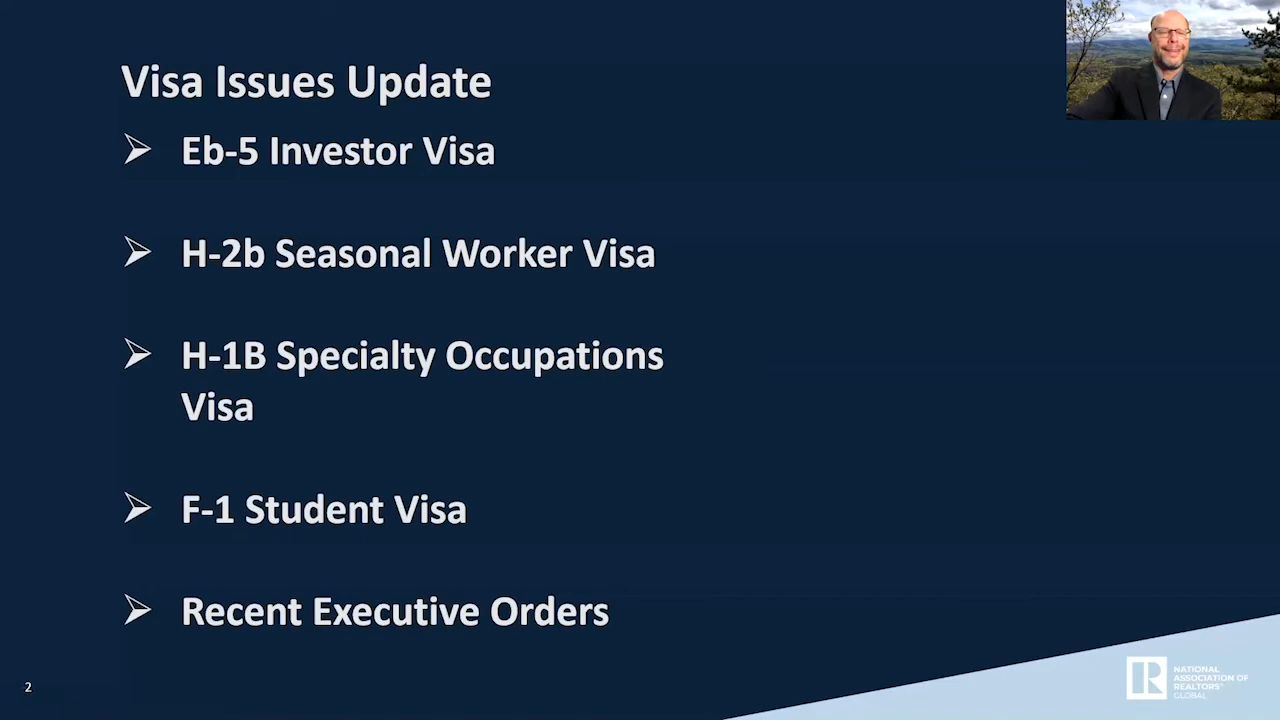 Visa Issues Update
➢ Eb-5 Investor Visa
➢ H-2b Seasonal Worker Visa
➢ H-1B Specialty Occupations
Visa
➢ F-1 Student Visa
➢ Recent Executive Orders
2
R
NATIONAL
ASSOCIATION OF
REALTORS®
GLOBAL